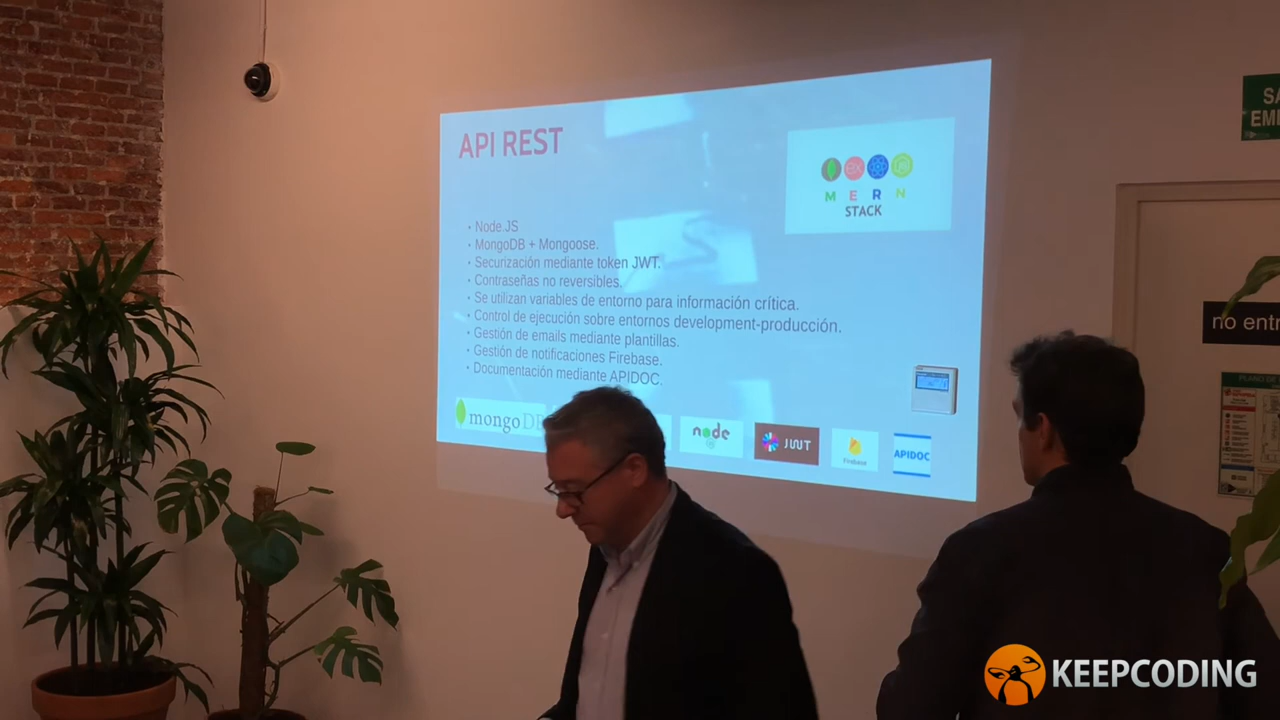 API REST
M E R N
STACK
· Node.JS
· MongoDB + Mongoose.
· Securización mediante token JWT.
· Contraseñas no reversibles.
· Se utilizan variables de entorno para información crítica.
· Control de ejecución sobre entornos development-producción.
· Gestión de emails mediante plantillas.
· Gestión de notificaciones Firebase.
· Documentación mediante APIDOC.
mongoDB
node
JWT
Firebase
APIDOC
no entr
KEEPCODING